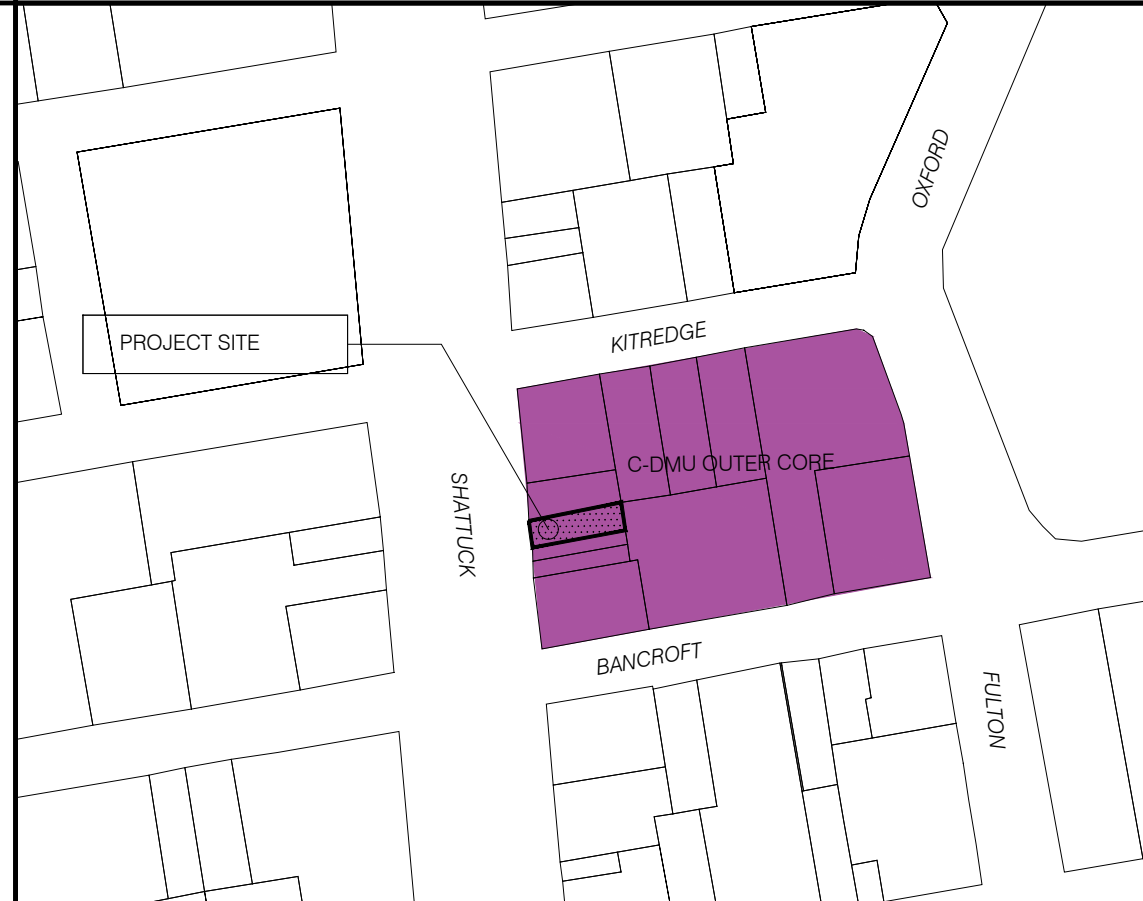 OXFORD
KITREDGE
PROJECT SITE
C-DMU OUTER CORE
SHATTUCK
BANCROFT
FULTON